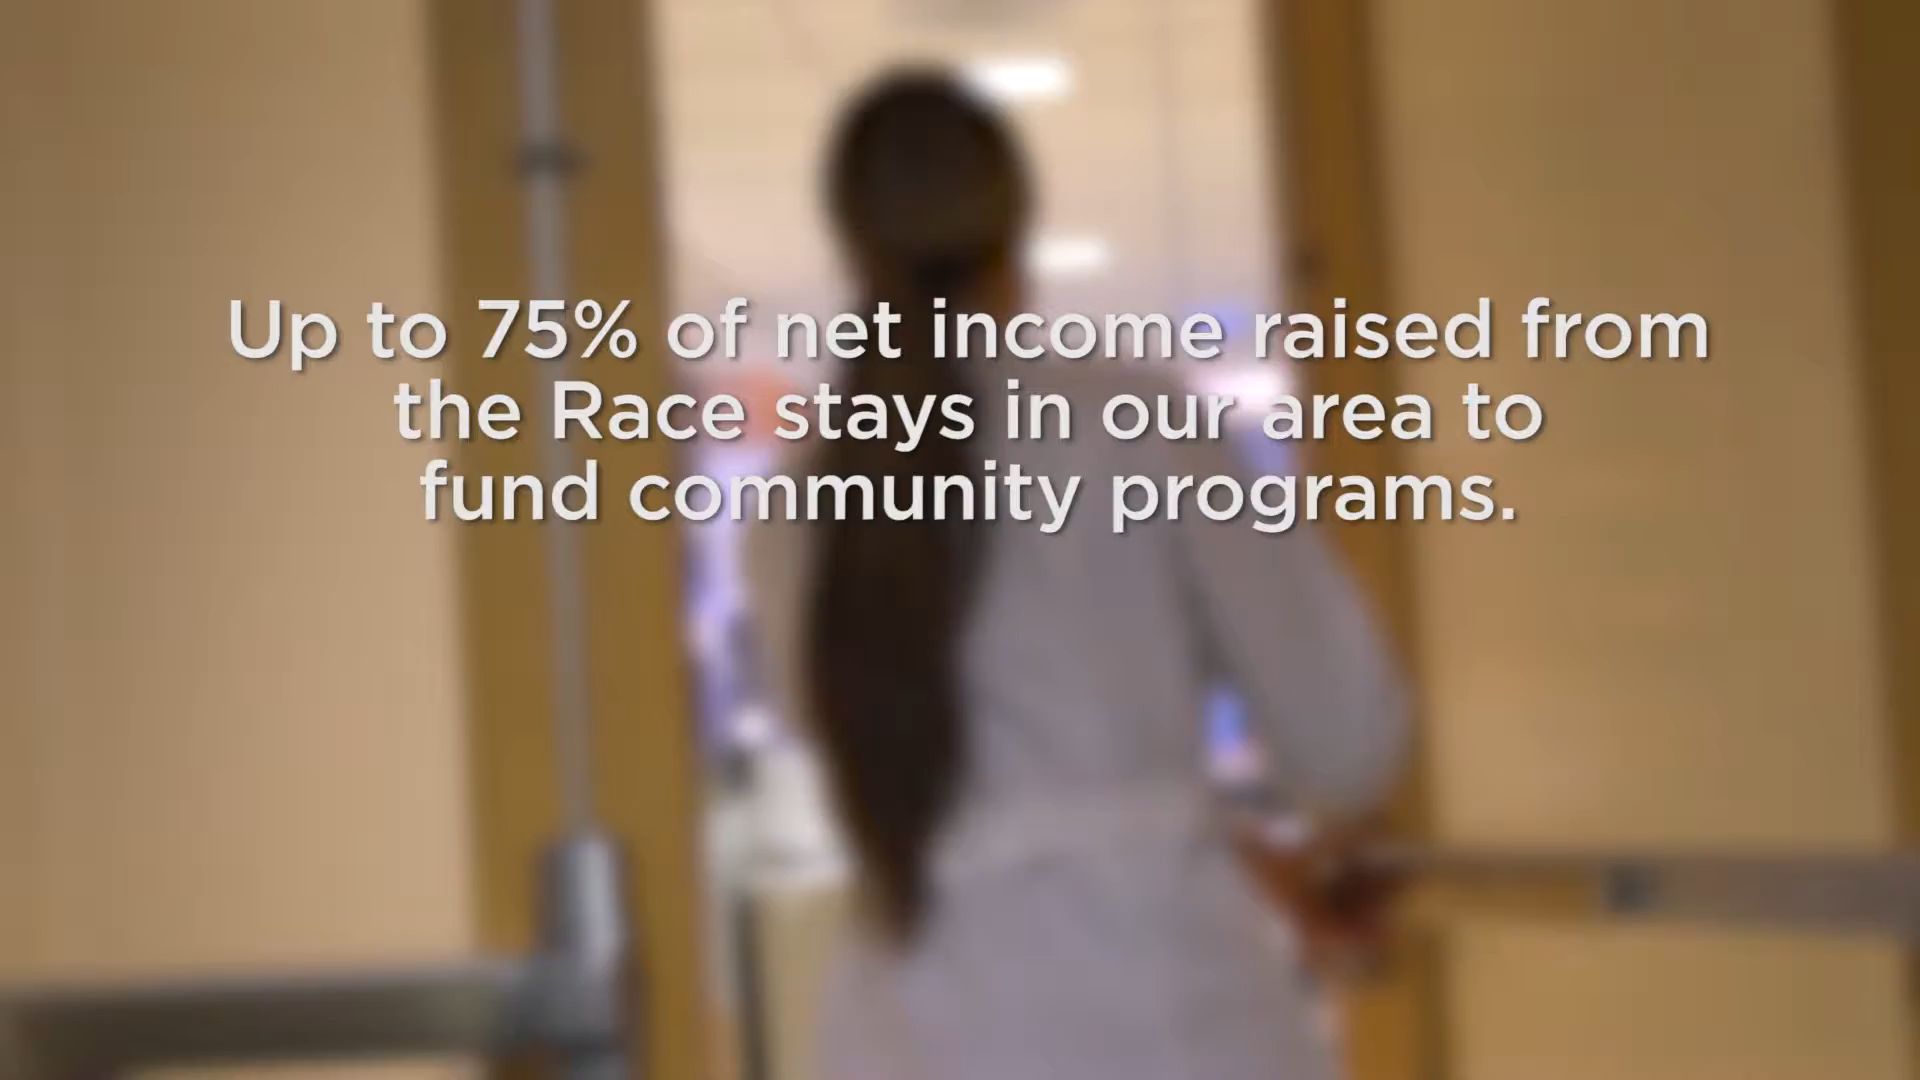 Up to 75% of net income raised from
the Race stays in our area to
fund community programs.